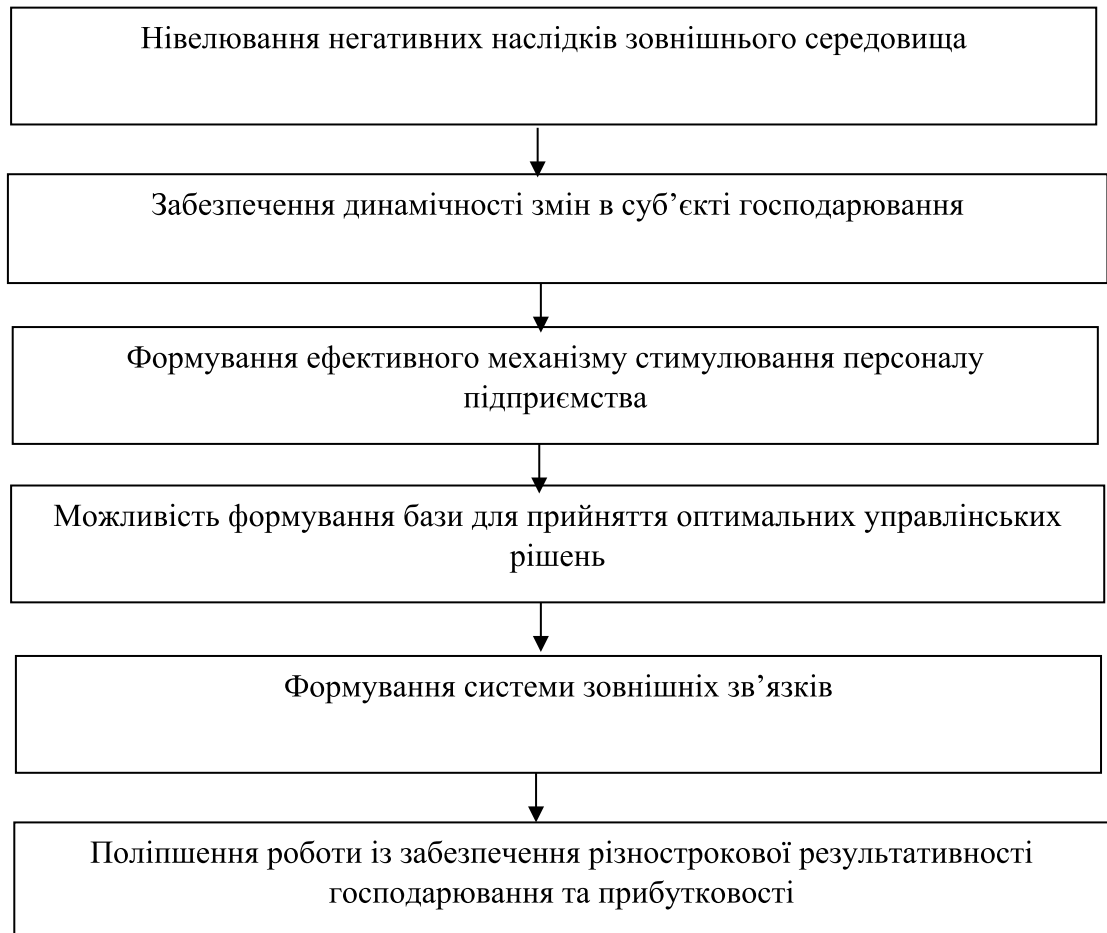 Нівелювання негативних наслідків зовнішнього середовища
Забезпечення динамічності змін в суб’єкті господарювання
Формування ефективного механізму стимулювання персоналу
підприємства
Можливість формування бази для прийняття оптимальних управлінських
рішень
Формування системи зовнішніх зв’язків
Поліпшення роботи із забезпечення різнострокової результативності
господарювання та прибутковості